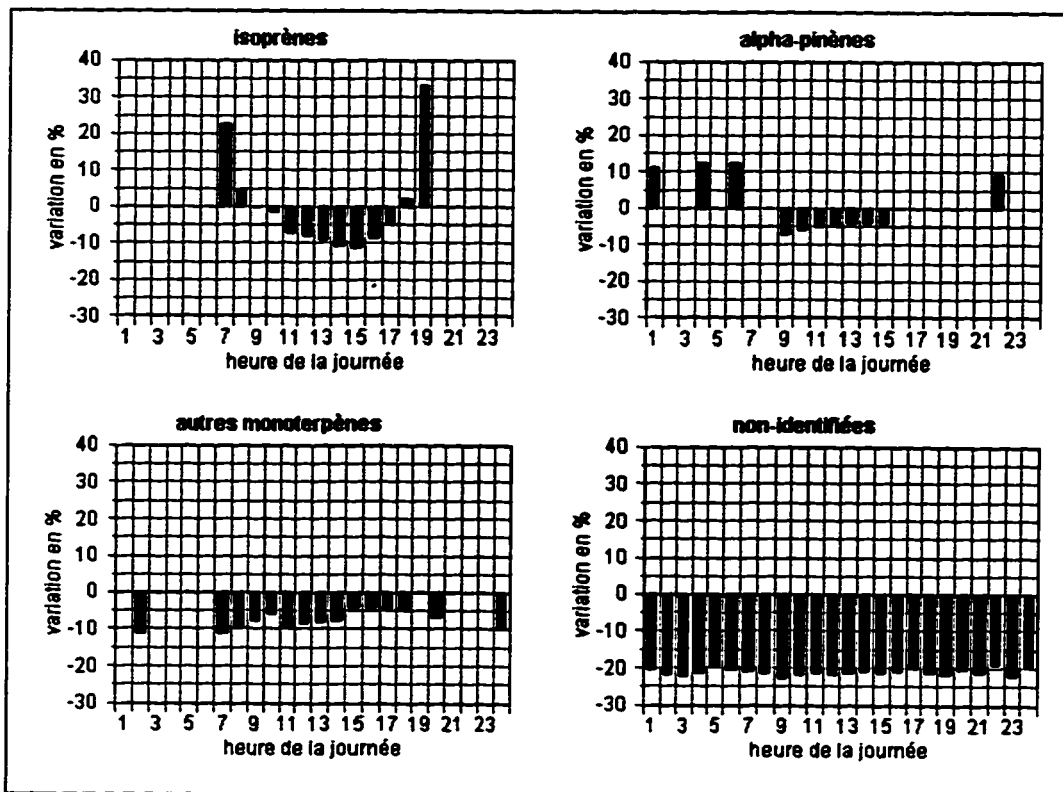 isoprènes
variation en %
40
30
20
10
0
-10
-20
-30
1 3 5 7 9 11 13 15 17 19 21 23
heure de la journée
alpha-pinènes
variation en %
40
30
20
10
0
-10
-20
-30
1 3 5 7 9 11 13 15 17 19 21 23
heure de la journée
autres monoterpènes
variation en %
40
30
20
10
0
-10
-20
-30
1 3 5 7 9 11 13 15 17 19 21 23
heure de la journée
non-identifiées
variation en %
40
30
20
10
0
-10
-20
-30
1 3 5 7 9 11 13 15 17 19 21 23
heure de la journée